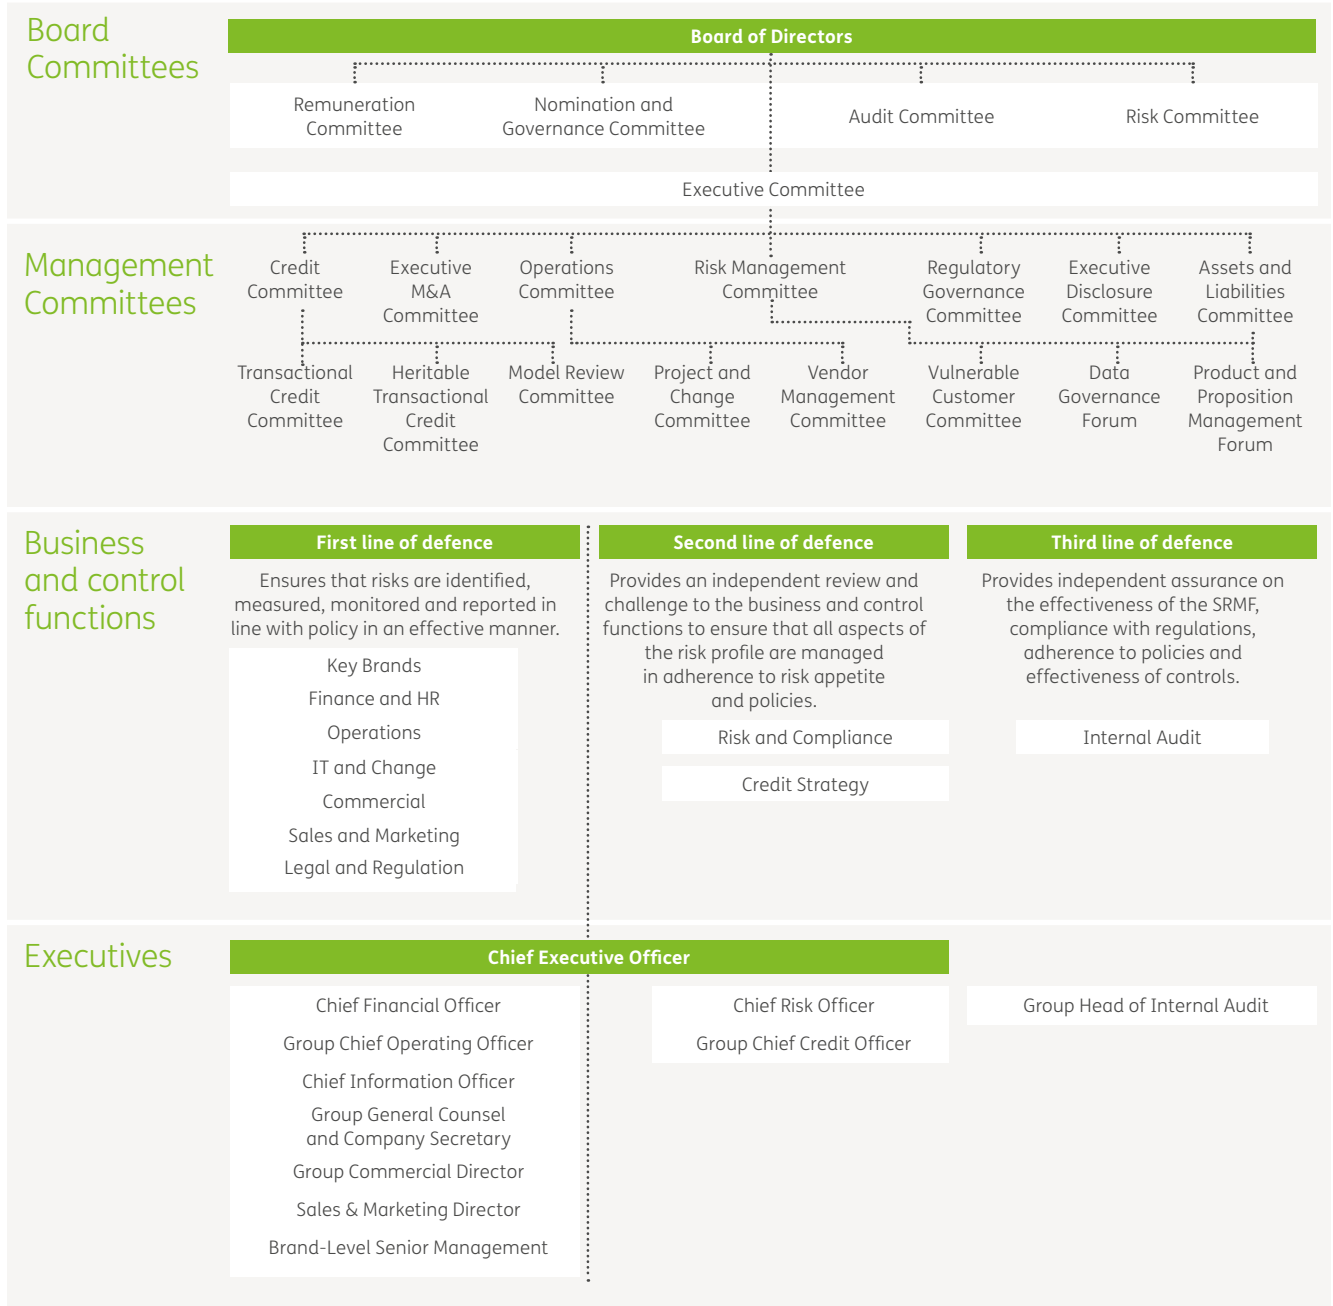 Board
Committees
Board of Directors
Remuneration
Committee
Nomination and
Governance Committee
Audit Committee
Risk Committee
Executive Committee
Management
Committees
Credit
Committee
Executive
M&A
Committee
Operations
Committee
Risk Management
Committee
Regulatory
Governance
Committee
Executive
Disclosure
Committee
Assets and
Liabilities
Committee
Transactional
Credit
Committee
Heritable
Transactional
Credit
Committee
Model Review
Committee
Project and
Change
Committee
Vendor
Management
Committee
Vulnerable
Customer
Committee
Data
Governance
Forum
Product and
Proposition
Management
Forum
Business
and control
functions
First line of defence
Ensures that risks are identified,
measured, monitored and reported in
line with policy in an effective manner.
Key Brands
Finance and HR
Operations
IT and Change
Commercial
Sales and Marketing
Legal and Regulation
Second line of defence
Provides an independent review and
challenge to the business and control
functions to ensure that all aspects of
the risk profile are managed
in adherence to risk appetite
and policies.
Risk and Compliance
Credit Strategy
Third line of defence
Provides independent assurance on
the effectiveness of the SRMF,
compliance with regulations,
adherence to policies and
effectiveness of controls.
Internal Audit
Executives
Chief Executive Officer
Chief Financial Officer
Group Chief Operating Officer
Chief Information Officer
Group General Counsel
and Company Secretary
Group Commercial Director
Sales & Marketing Director
Brand-Level Senior Management
Chief Risk Officer
Group Chief Credit Officer
Group Head of Internal Audit